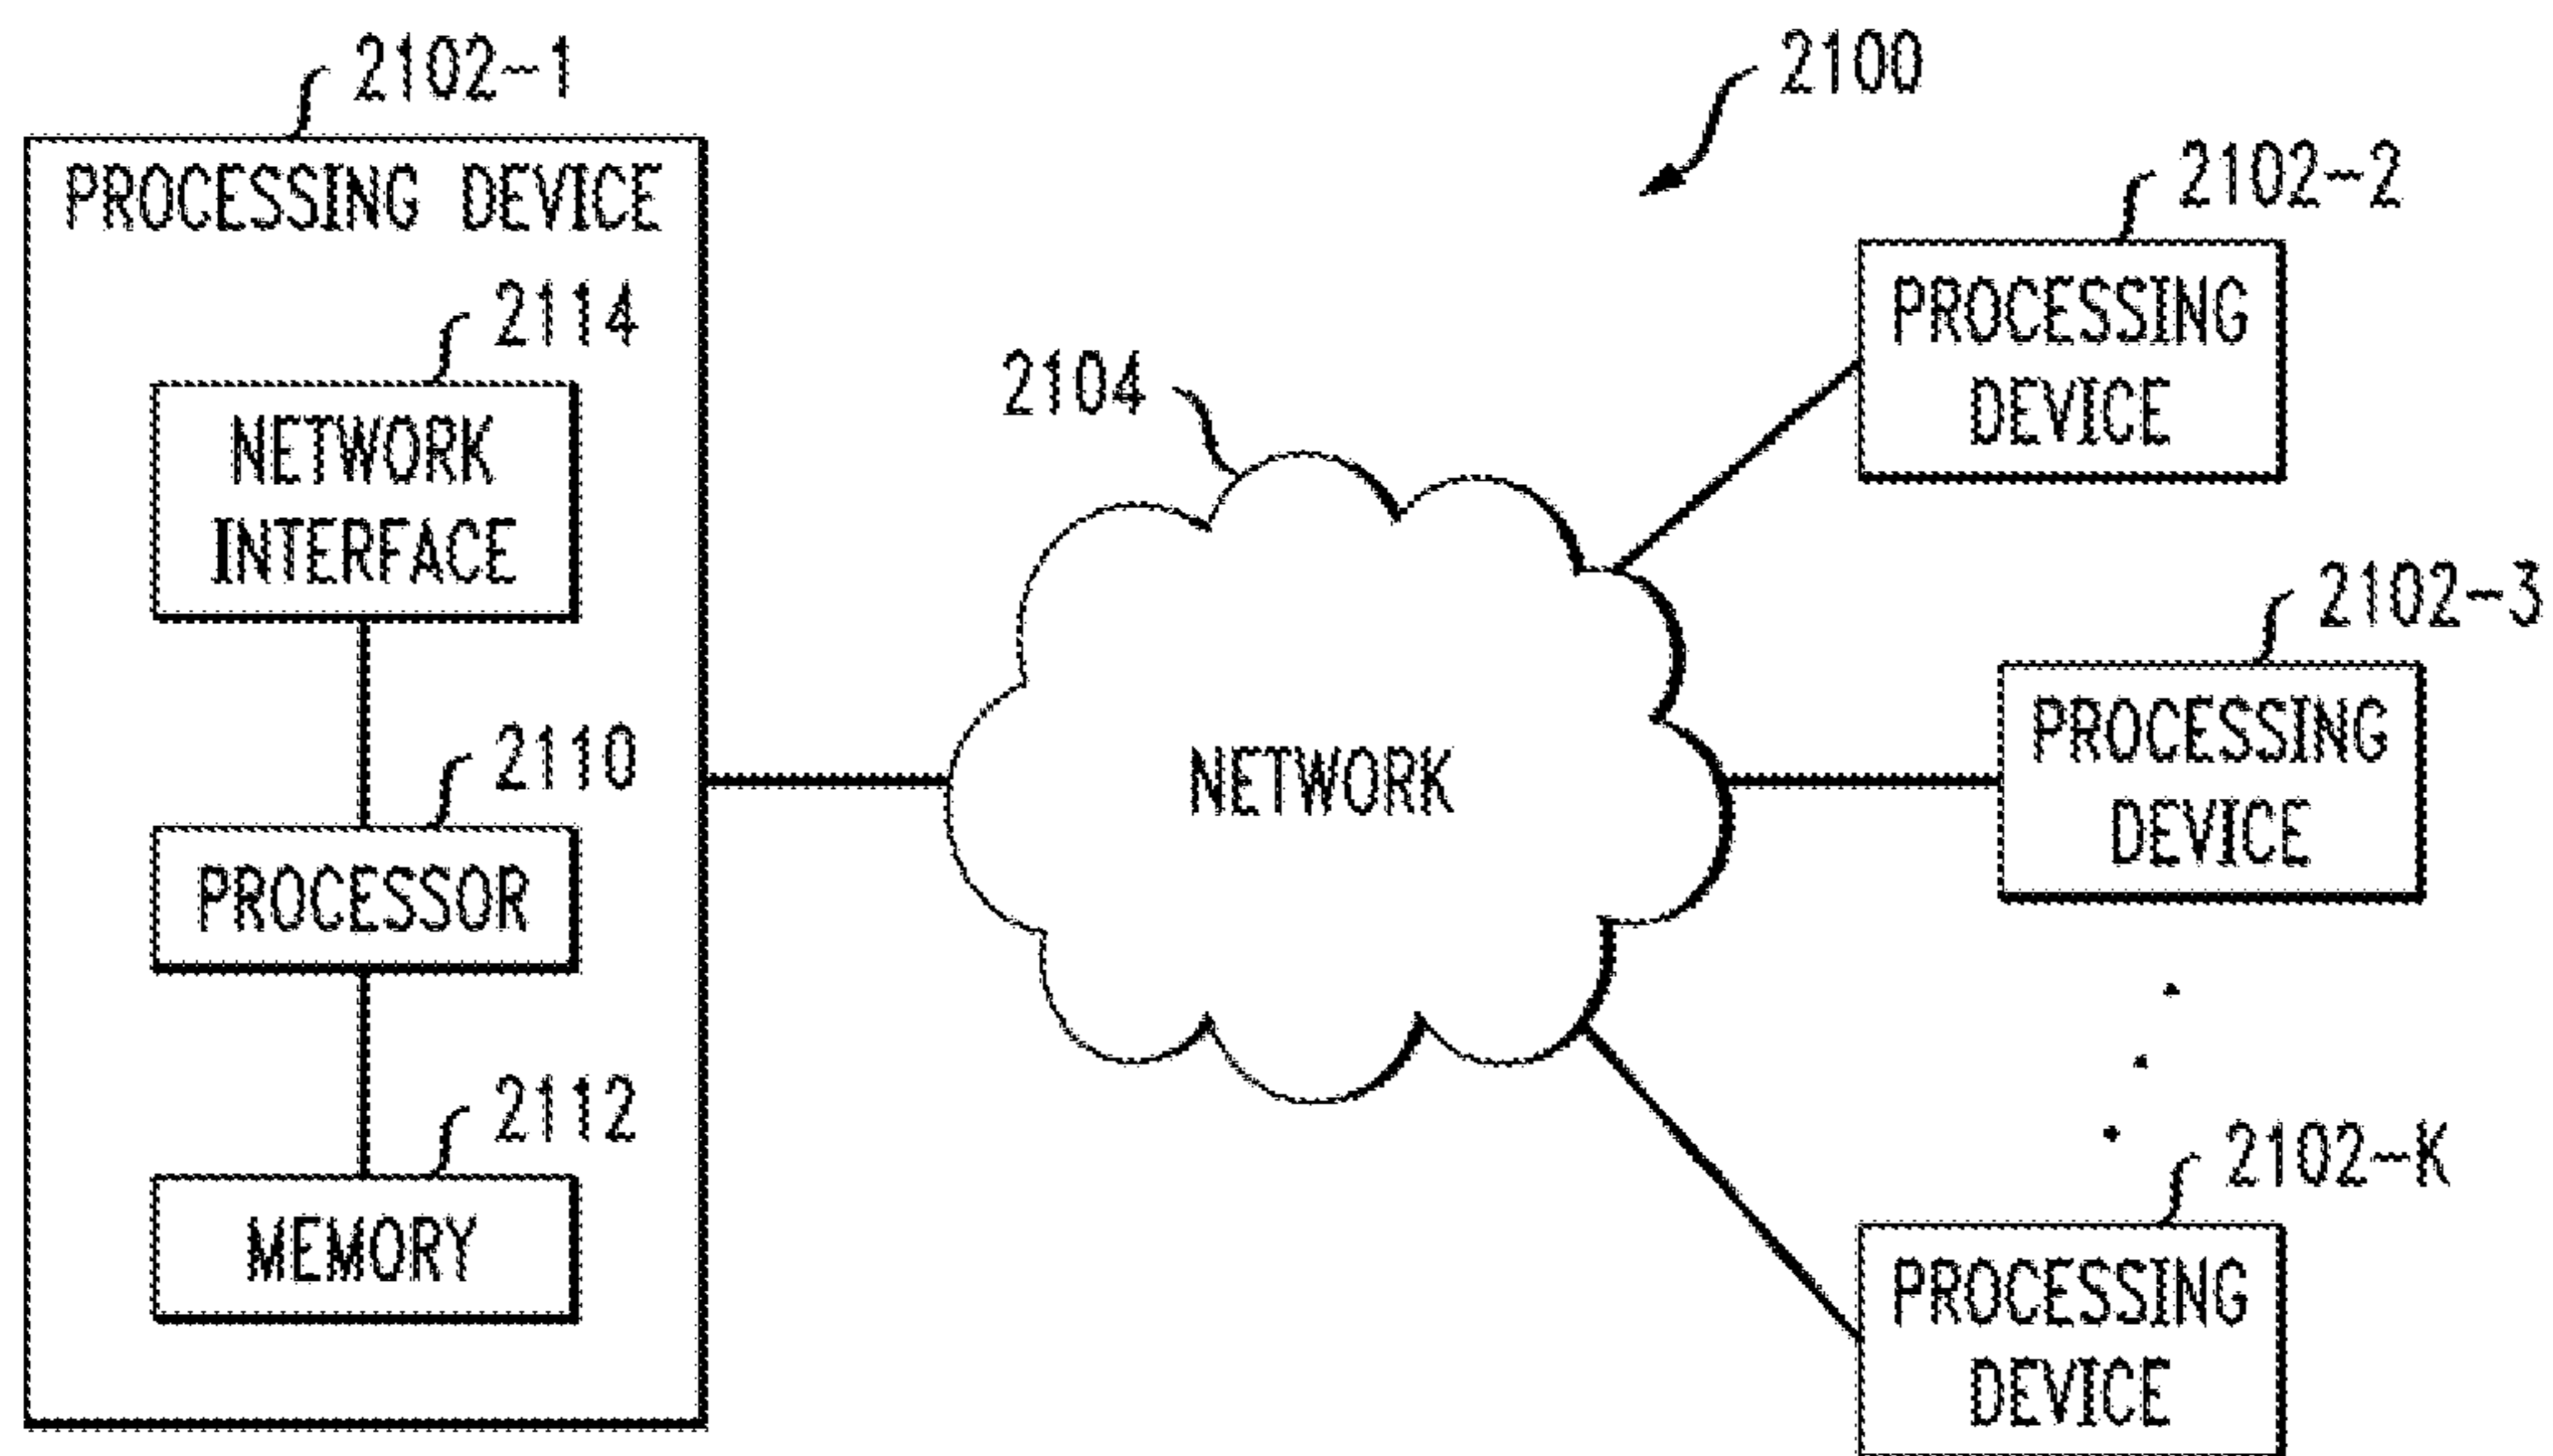 2102-1
PROCESSING DEVICE
2114
NETWORK
INTERFACE
2110
PROCESSOR
2112
MEMORY
2104
NETWORK
2100
2102-2
PROCESSING
DEVICE
2102-3
PROCESSING
DEVICE
2102-K
PROCESSING
DEVICE